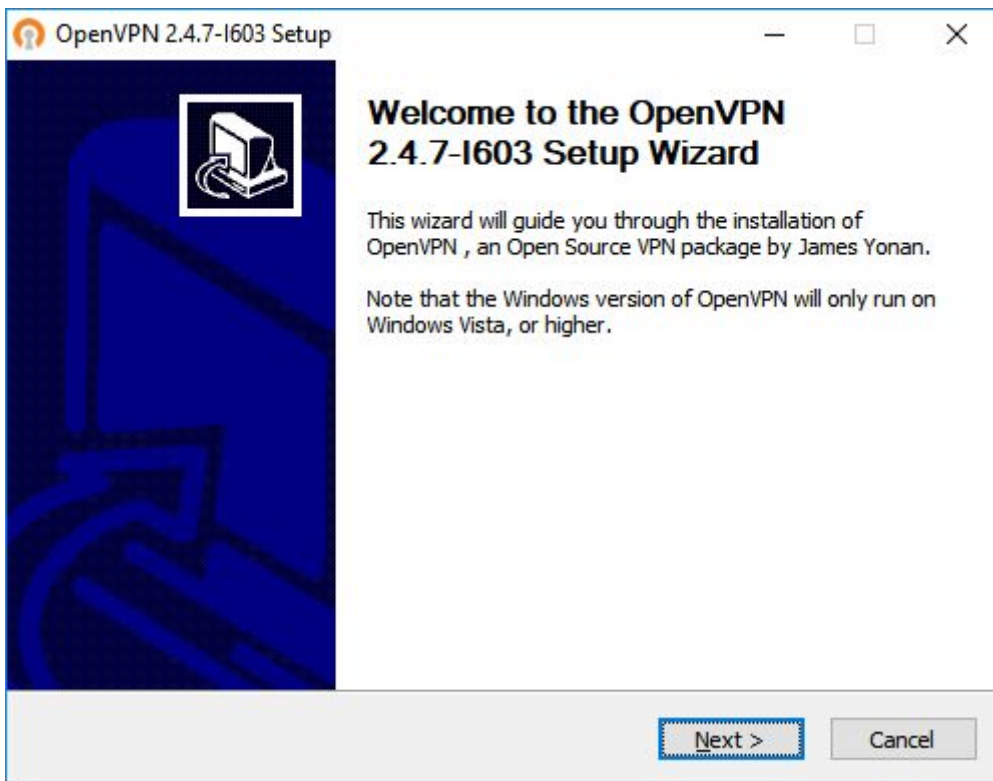 OpenVPN 2.4.7-I603 Setup
Welcome to the OpenVPN
2.4.7-I603 Setup Wizard
This wizard will guide you through the installation of
OpenVPN , an Open Source VPN package by James Yonan.
Note that the Windows version of OpenVPN will only run on
Windows Vista, or higher.
Next >
Cancel